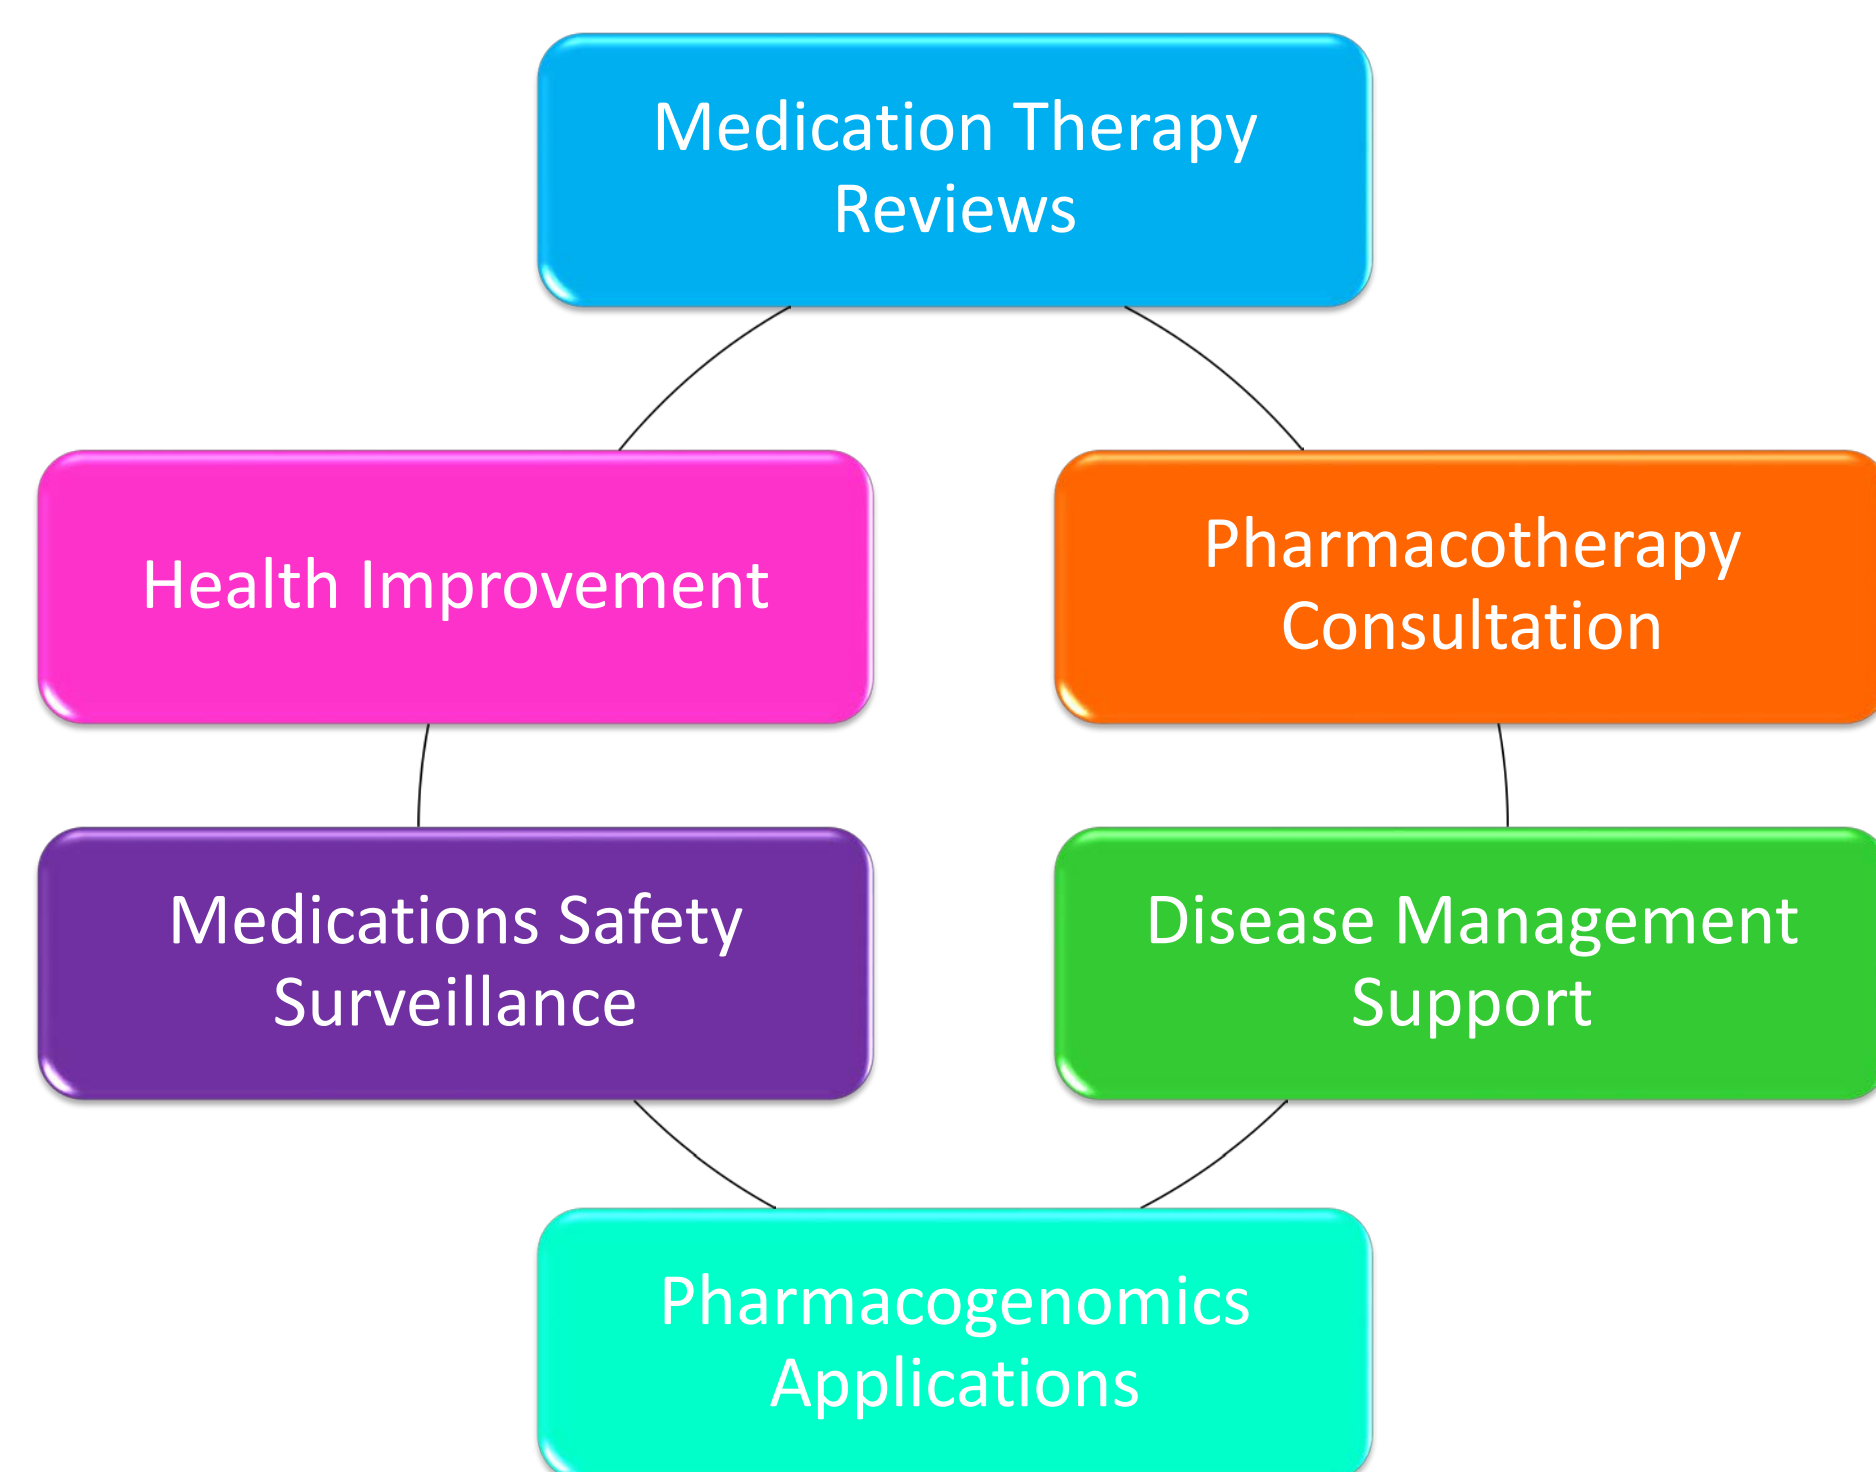 Medication Therapy
Reviews
Health Improvement
Pharmacotherapy
Consultation
Medications Safety
Surveillance
Disease Management
Support
Pharmacogenomics
Applications